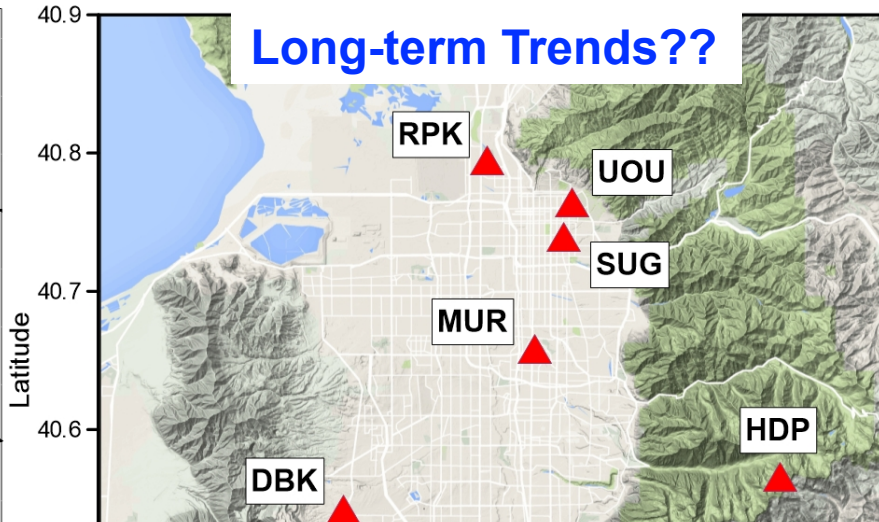 Long-term Trends??
40.9
RPK
40.8
UOU
SUG
40.7
MUR
Latitude
40.6
HDP
DBK